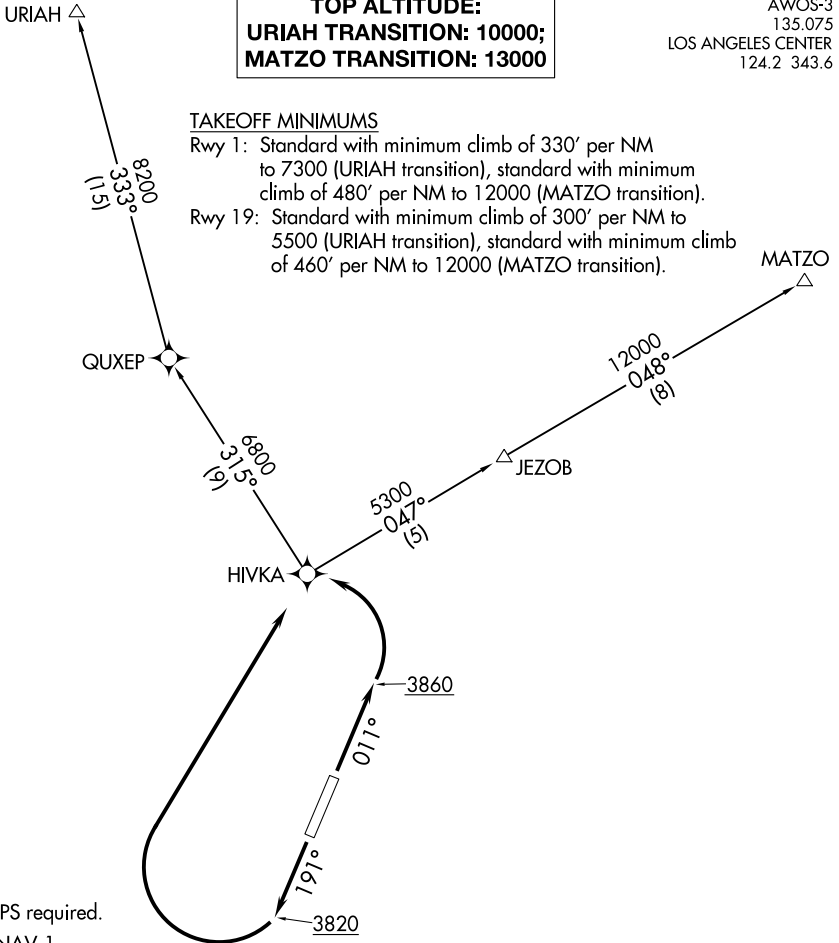 TOP ALTITUDE:
URIAH TRANSITION: 10000;
MATZO TRANSITION: 13000
AWOS-3
135.075
LOS ANGELES CENTER
124.2 343.6
URIAH
TAKEOFF MINIMUMS
Rwy 1: Standard with minimum climb of 330' per NM
to 7300 (URIAH transition), standard with minimum
climb of 480' per NM to 12000 (MATZO transition).
Rwy 19: Standard with minimum climb of 300' per NM to
5500 (URIAH transition), standard with minimum climb
of 460' per NM to 12000 (MATZO transition).
8200
333°
(15)
MATZO
QUXEP
12000
048°
(8)
6800
315°
(9)
JEZOB
5300
047°
(5)
HIVKA
3860
011°
191°
3820
required.